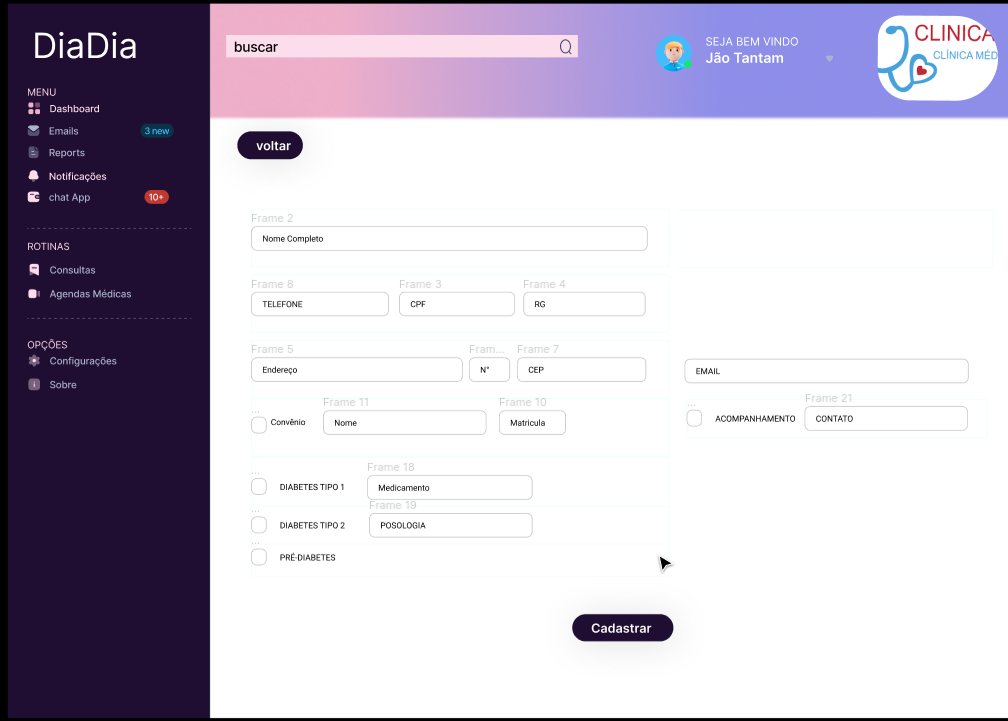 DiaDia
MENU
Dashboard
Emails 3 new
Reports
Notificações
chat App 10+
ROTINAS
Consultas
Agendas Médicas
OPÇÕES
Configurações
Sobre
buscar
SEJA BEM VINDO
Jão Tantam
CLINICA
CLÍNICA MÉD
voltar
Frame 2
Nome Completo
Frame 8 Frame 3 Frame 4
TELEFONE CPF RG
Frame 5 Fram... Frame 7
Endereço N° CEP
EMAIL
... Frame 11 Frame 10
Convênio Nome Matricula
... Frame 21
ACOMPANHAMENTO CONTATO
... Frame 18
DIABETES TIPO 1 Medicamento
... Frame 19
DIABETES TIPO 2 POSOLOGIA
...
PRÉ-DIABETES
Cadastrar